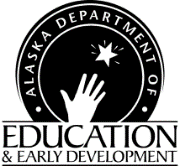 · ALASKA DEPARTMENT OF ·
EDUCATION
& EARLY DEVELOPMENT